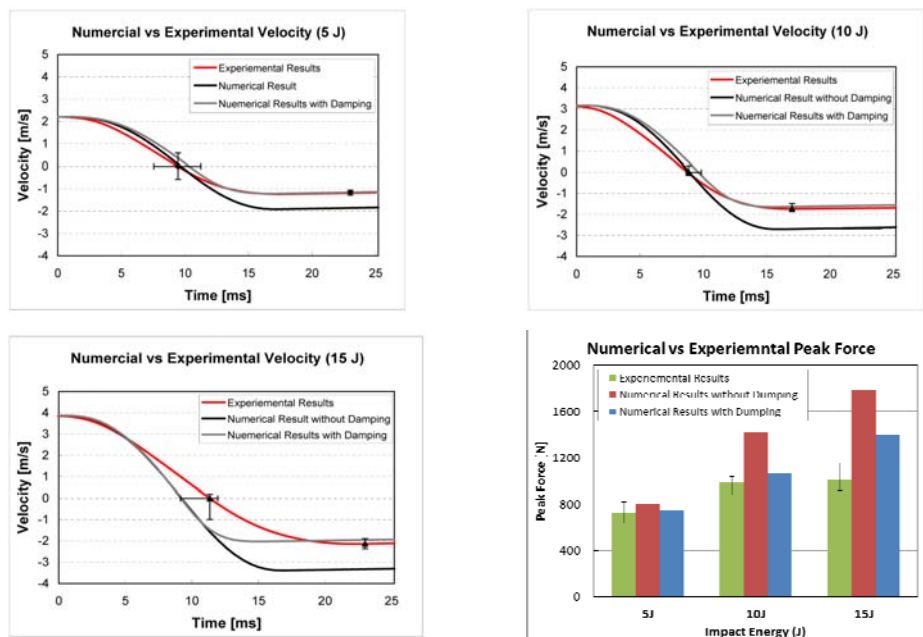 Numercial vs Experimental Velocity (5 J)
5
4
3
2
1
0
-1
-2
-3
-4
Velocity [m/s]
Experiemental Results
Numerical Result
Nuemerical Results with Damping
0 5 10 15 20 25
Time [ms]
Numercial vs Experimental Velocity (10 J)
5
4
3
2
1
0
-1
-2
-3
-4
Velocity [m/s]
Experiemental Results
Numerical Result without Damping
Nuemerical Results with Damping
0 5 10 15 20 25
Time [ms]
Numercial vs Experimental Velocity (15 J)
5
4
3
2
1
0
-1
-2
-3
-4
Velocity [m/s]
Experiemental Results
Numerical Result without Damping
Nuemerical Results with Damping
0 5 10 15 20 25
Time [ms]
Numerical vs Experiemntal Peak Force
2000
1600
1200
800
400
0
Peak Force [N]
Experiemental Results
Numerical Results without Dumping
Numerical Results with Dumping
5J 10J 15J
Impact Energy (J)